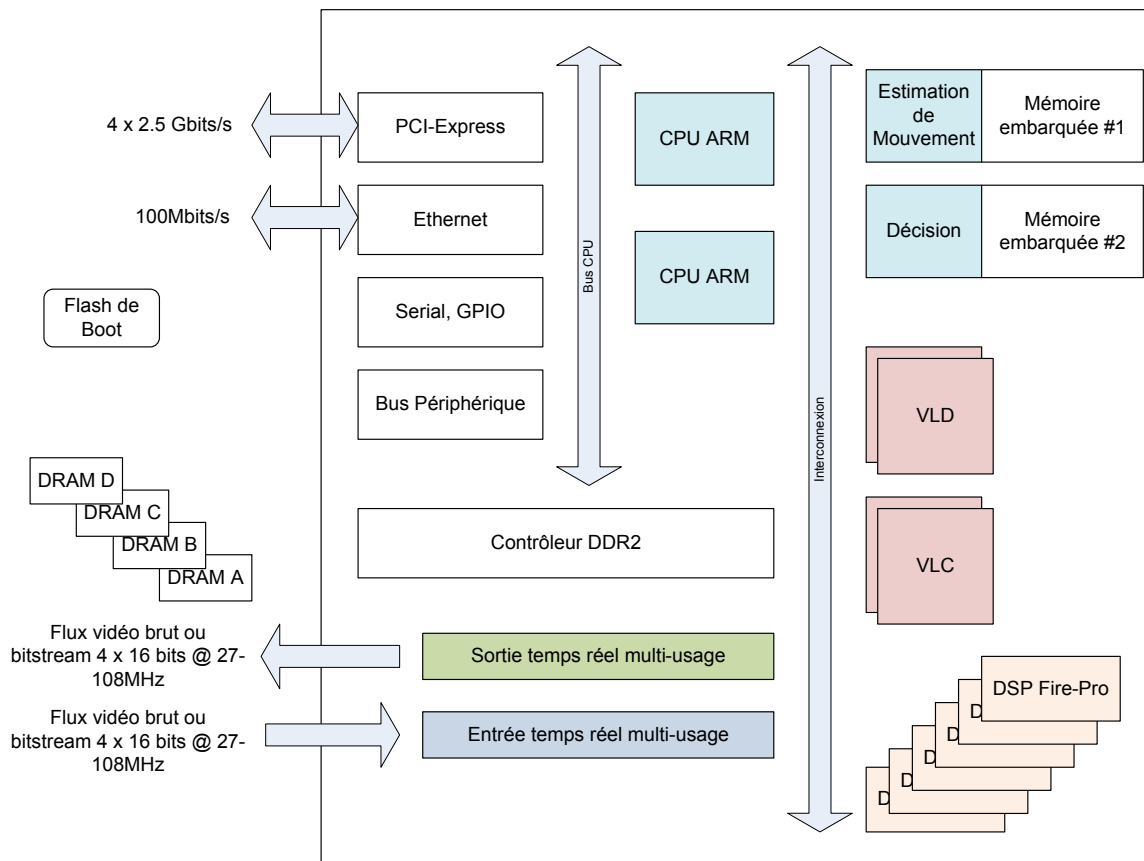 4 x 2.5 Gbits/s
PCI-Express
100Mbits/s
Ethernet
Serial, GPIO
Bus Périphérique
Flash de
Boot
Bus CPU
CPU ARM
CPU ARM
Interconnexion
Estimation
de
Mouvement
Mémoire
embarquée #1
Décision
Mémoire
embarquée #2
VLD
VLC
DRAM D
DRAM C
DRAM B
DRAM A
Contrôleur DDR2
Flux vidéo brut ou
bitstream 4 x 16 bits @ 27-
108MHz
Sortie temps réel multi-usage
Flux vidéo brut ou
bitstream 4 x 16 bits @ 27-
108MHz
Entrée temps réel multi-usage
DSP Fire-Pro
D
D
D
D
D